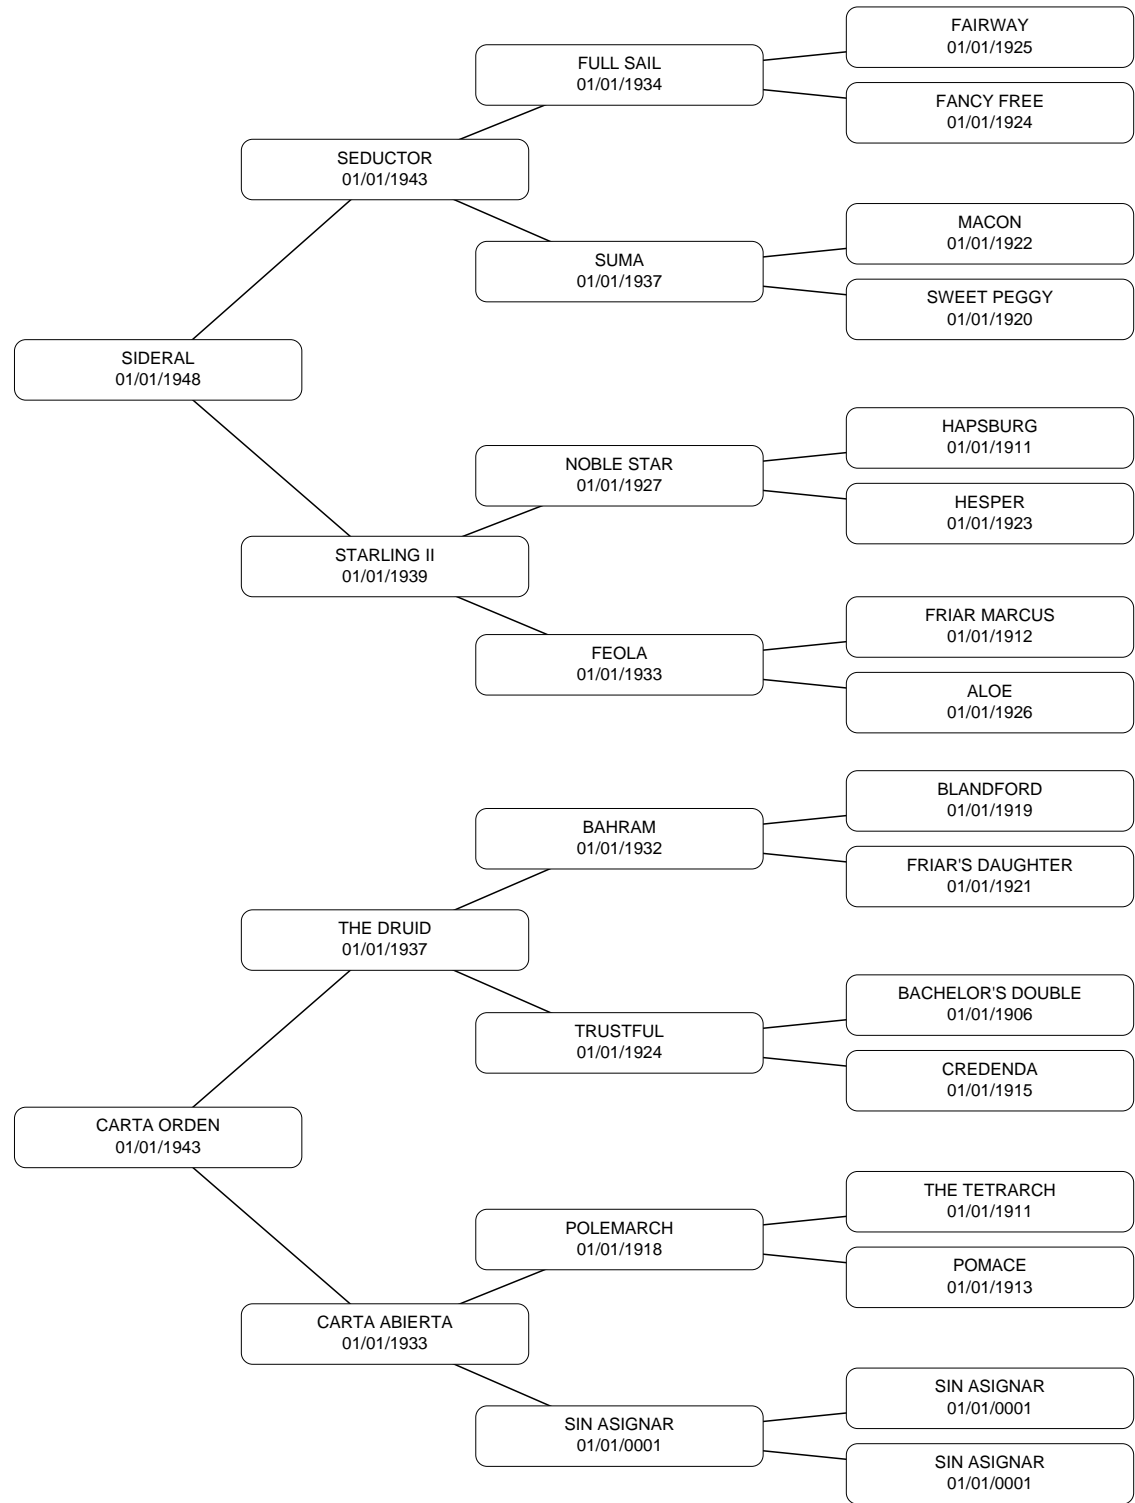 FAIRWAY
01/01/1925
FULL SAIL
01/01/1934
FANCY FREE
01/01/1924
SEDUCTOR
01/01/1943
MACON
01/01/1922
SUMA
01/01/1937
SWEET PEGGY
01/01/1920
SIDERAL
01/01/1948
HAPSBURG
01/01/1911
NOBLE STAR
01/01/1927
HESPER
01/01/1923
STARLING II
01/01/1939
FRIAR MARCUS
01/01/1912
FEOLA
01/01/1933
ALOE
01/01/1926
BLANDFORD
01/01/1919
BAHRAM
01/01/1932
FRIAR'S DAUGHTER
01/01/1921
THE DRUID
01/01/1937
BACHELOR'S DOUBLE
01/01/1906
TRUSTFUL
01/01/1924
CREDENDA
01/01/1915
CARTA ORDEN
01/01/1943
THE TETRARCH
01/01/1911
POLEMARCH
01/01/1918
POMACE
01/01/1913
CARTA ABIERTA
01/01/1933
SIN ASIGNAR
01/01/0001
SIN ASIGNAR
01/01/0001
SIN ASIGNAR
01/01/0001